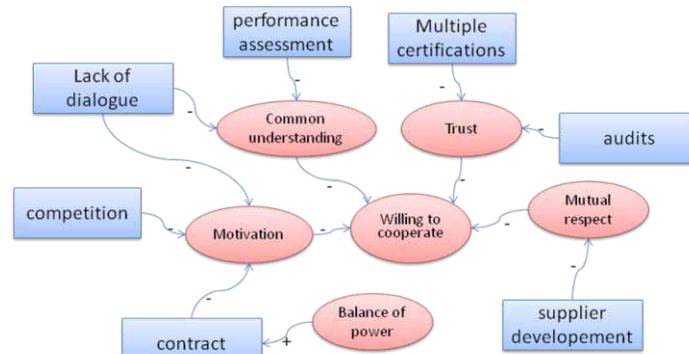 performance
assessment
Multiple
certifications
Lack of
dialogue
-
-
-
Common
understanding
Trust
-
audits
-
-
-
competition
-
Motivation
-
Willing to
cooperate
-
Mutual
respect
-
-
contract
+
Balance of
power
supplier
developement